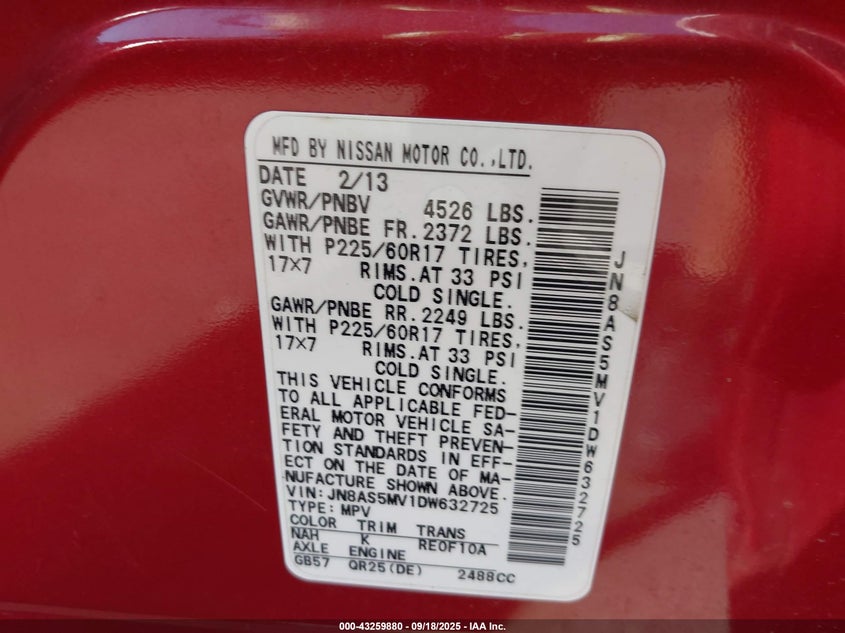 MFD BY NISSAN MOTOR CO.,LTD.
DATE 2/13
GVWR/PNBV 4526 LBS.
GAWR/PNBE FR.2372 LBS.
WITH P225/60R17 TIRES,
17×7 RIMS.AT 33 PSI
COLD SINGLE.
GAWR/PNBE RR.2249 LBS.
WITH P225/60R17 TIRES,
17×7 RIMS.AT 33 PSI
COLD SINGLE.
THIS VEHICLE CONFORMS
TO ALL APPLICABLE FED-
ERAL MOTOR VEHICLE SA-
FETY AND THEFT PREVEN-
TION STANDARDS IN EFF-
ECT ON THE DATE OF MA-
NUFACTURE SHOWN ABOVE.
VIN: JN8AS5MV1DW632725
TYPE: MPV
COLOR TRIM TRANS
NAH K RE0F10A
AXLE ENGINE
GB57 QR25(DE) 2488CC
JN8AS5MV1DW632725
000-43259880 - 09/18/2025 - IAA Inc.